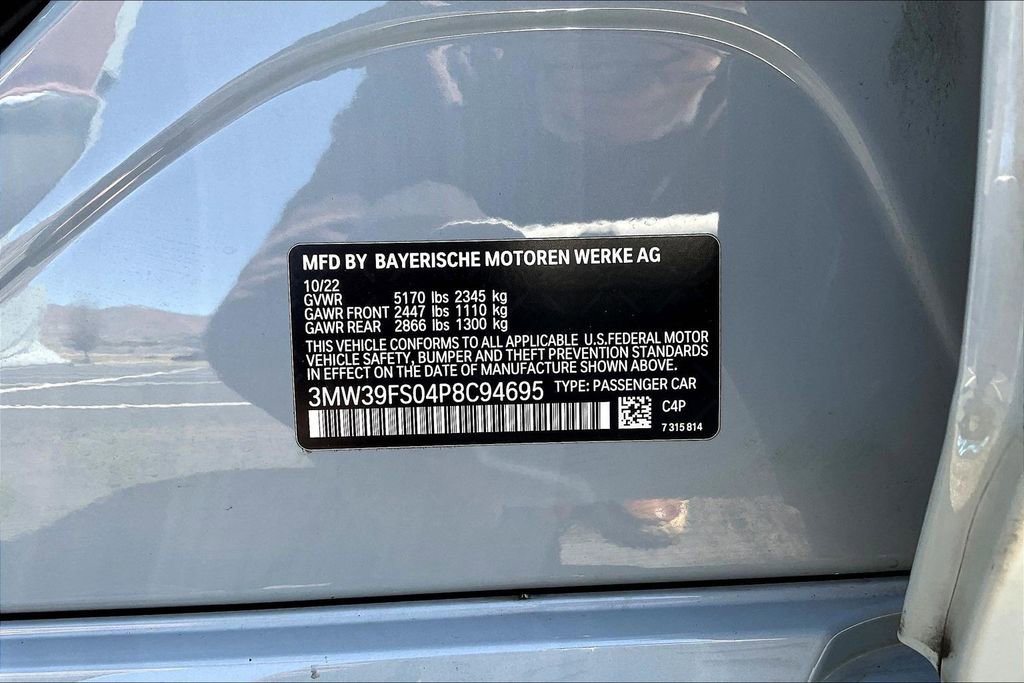 MFD BY BAYERISCHE MOTOREN WERKE AG
10/22
GVWR 5170 lbs 2345 kg
GAWR FRONT 2447 lbs 1110 kg
GAWR REAR 2866 lbs 1300 kg
THIS VEHICLE CONFORMS TO ALL APPLICABLE U.S.FEDERAL MOTOR
VEHICLE SAFETY, BUMPER AND THEFT PREVENTION STANDARDS
IN EFFECT ON THE DATE OF MANUFACTURE SHOWN ABOVE.
3MW39FS04P8C94695 TYPE: PASSENGER CAR
C4P
7 315 814